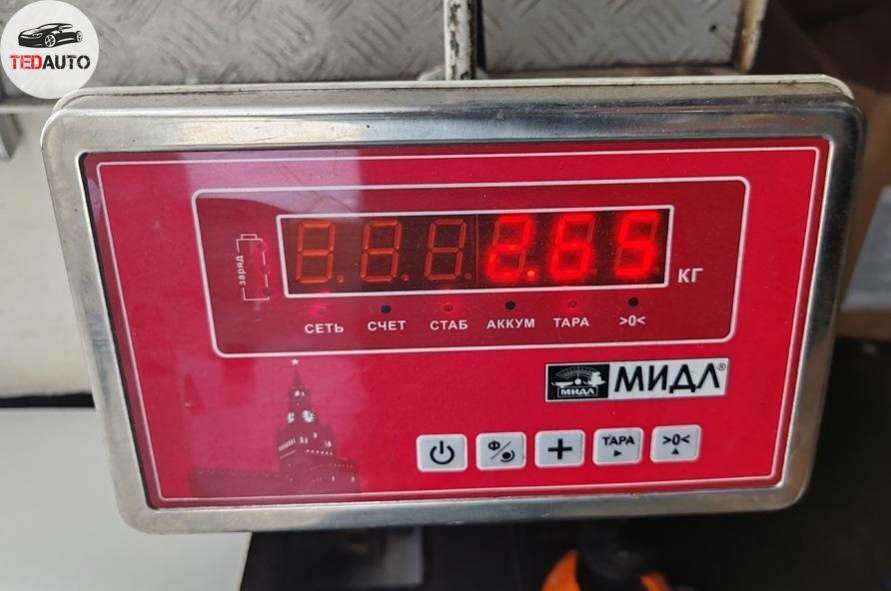 TEDAUTO
заряд
2.65
КГ
СЕТЬ СЧЕТ СТАБ АККУМ ТАРА >0<
МИДЛ МИДЛ®
Ф ТАРА >0<